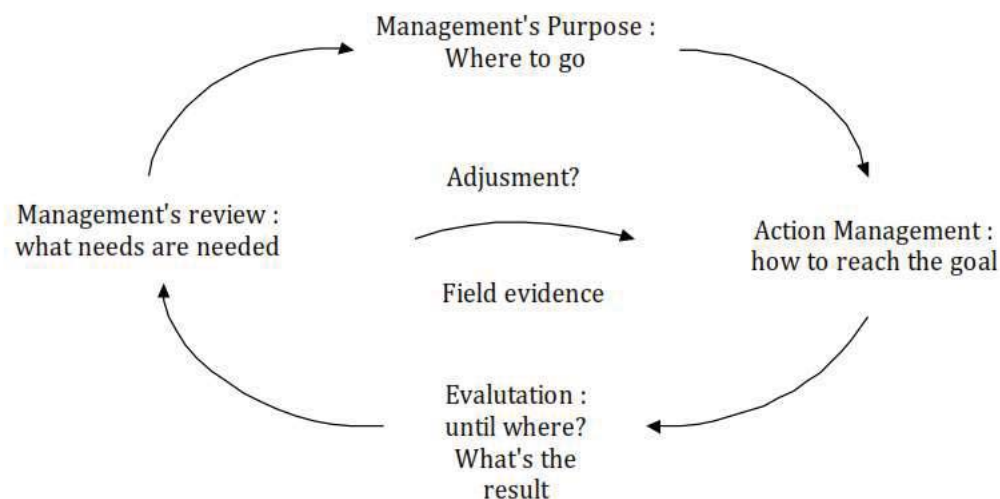 Management's Purpose :
Where to go
Adjusment?
Management's review :
what needs are needed
Action Management :
how to reach the goal
Field evidence
Evalutation :
until where?
What's the
result